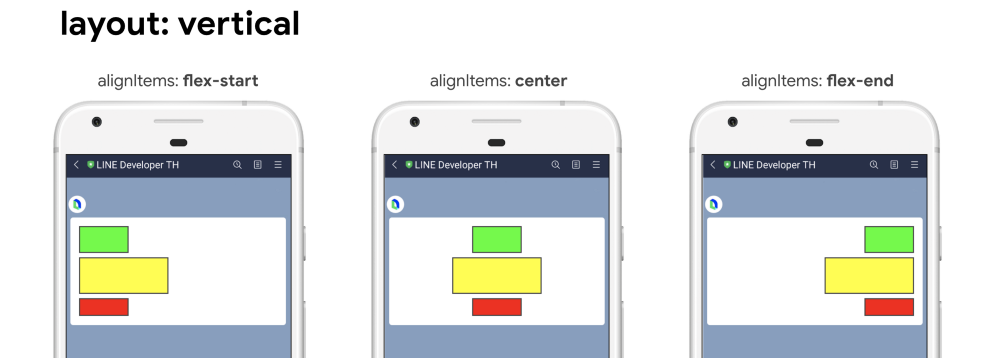 layout: vertical
alignItems: flex-start
alignItems: center
alignItems: flex-end
LINE Developer TH
LINE Developer TH
LINE Developer TH